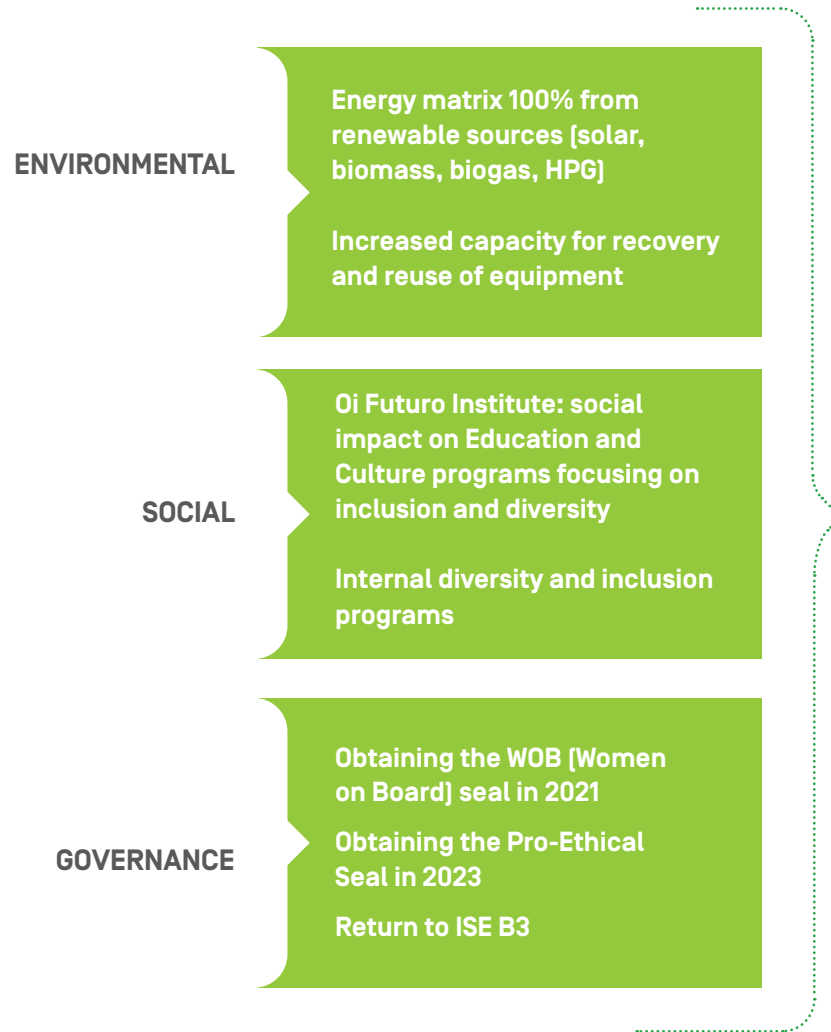 ENVIRONMENTAL
Energy matrix 100% from
renewable sources (solar,
biomass, biogas, HPG)
Increased capacity for recovery
and reuse of equipment
SOCIAL
Oi Futuro Institute: social
impact on Education and
Culture programs focusing on
inclusion and diversity
Internal diversity and inclusion
programs
GOVERNANCE
Obtaining the WOB (Women
on Board) seal in 2021
Obtaining the Pro-Ethical
Seal in 2023
Return to ISE B3